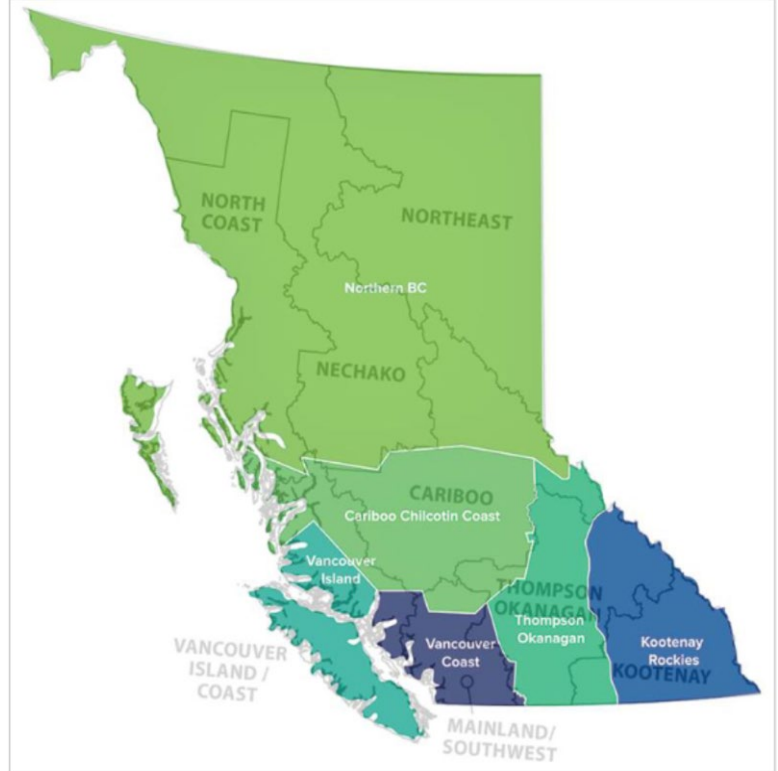 NORTH
COAST
NORTHEAST
Northern BC
NECHAKO
CARIBOO
Cariboo Chilcotin Coast
Vancouver
Island
THOMPSON
OKANAGAN
Thompson
Okanagan
Vancouver
Coast
Kootenay
Rockies
KOOTENAY
VANCOUVER
ISLAND /
COAST
MAINLAND/
SOUTHWEST